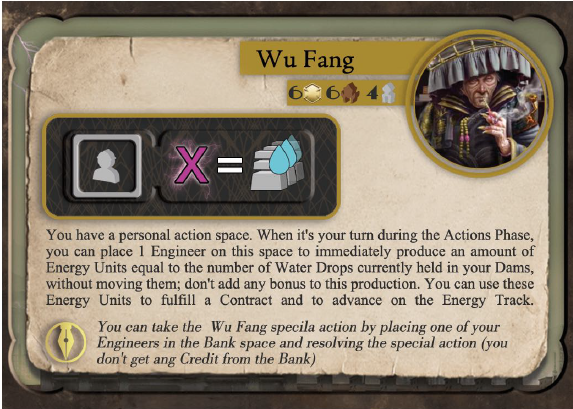 Wu Fang
6 6 4
X =
You have a personal action space. When it's your turn during the Actions Phase,
you can place 1 Engineer on this space to immediately produce an amount of
Energy Units equal to the number of Water Drops currently held in your Dams,
without moving them; don't add any bonus to this production. You can use these
Energy Units to fulfill a Contract and to advance on the Energy Track.
You can take the Wu Fang specila action by placing one of your
Engineers in the Bank space and resolving the special action (you
don't get ang Credit from the Bank)